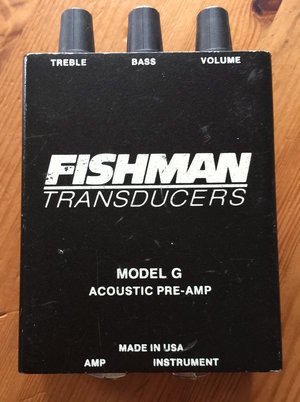 TREBLE BASS VOLUME
FISHMAN
TRANSDUCERS
MODEL G
ACOUSTIC PRE-AMP
MADE IN USA
AMP INSTRUMENT